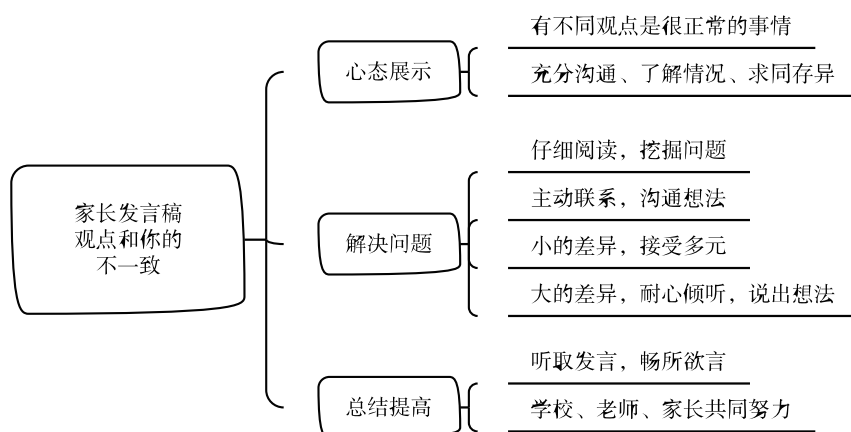 家长发言稿
观点和你的
不一致
心态展示
有不同观点是很正常的事情
充分沟通、了解情况、求同存异
解决问题
仔细阅读，挖掘问题
主动联系，沟通想法
小的差异，接受多元
大的差异，耐心倾听，说出想法
总结提高
听取发言，畅所欲言
学校、老师、家长共同努力